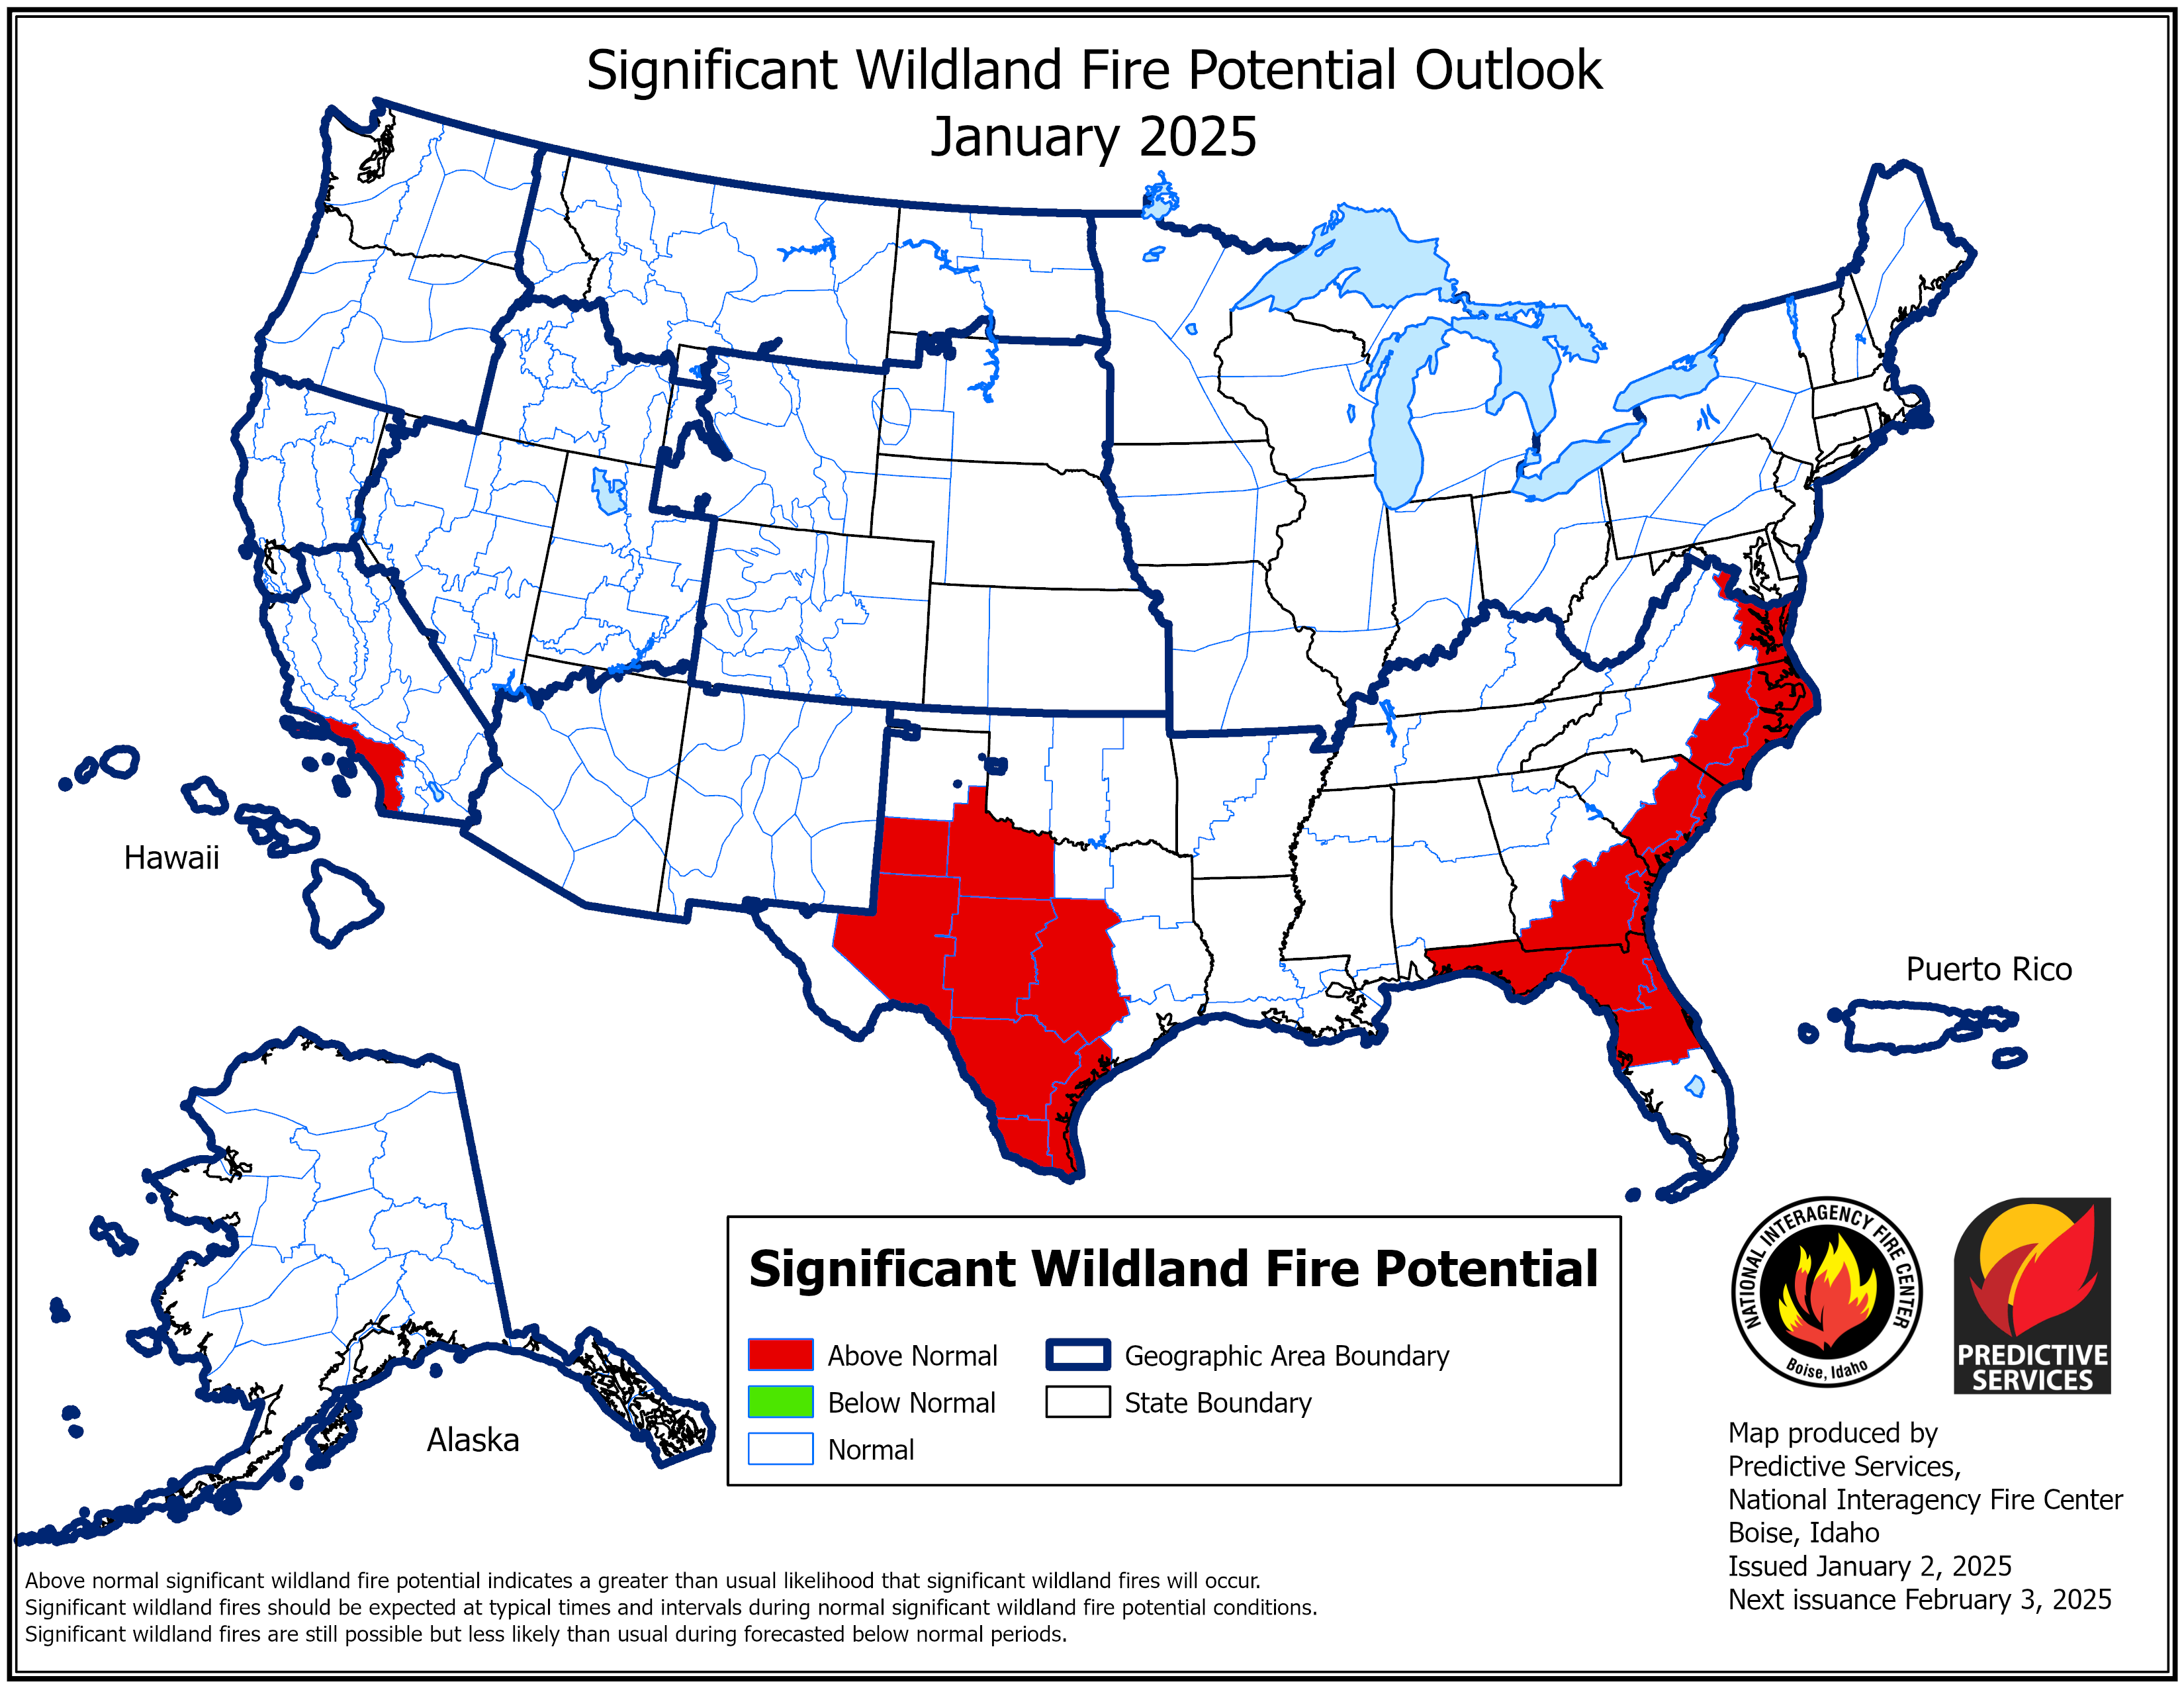 Significant Wildland Fire Potential Outlook
January 2025
Hawaii
Puerto Rico
Alaska
Significant Wildland Fire Potential
Above Normal
Below Normal
Normal
Geographic Area Boundary
State Boundary
NATIONAL INTERAGENCY FIRE CENTER
Boise, Idaho
PREDICTIVE
SERVICES
Map produced by
Predictive Services,
National Interagency Fire Center
Boise, Idaho
Issued January 2, 2025
Next issuance February 3, 2025
Above normal significant wildland fire potential indicates a greater than usual likelihood that significant wildland fires will occur.
Significant wildland fires should be expected at typical times and intervals during normal significant wildland fire potential conditions.
Significant wildland fires are still possible but less likely than usual during forecasted below normal periods.